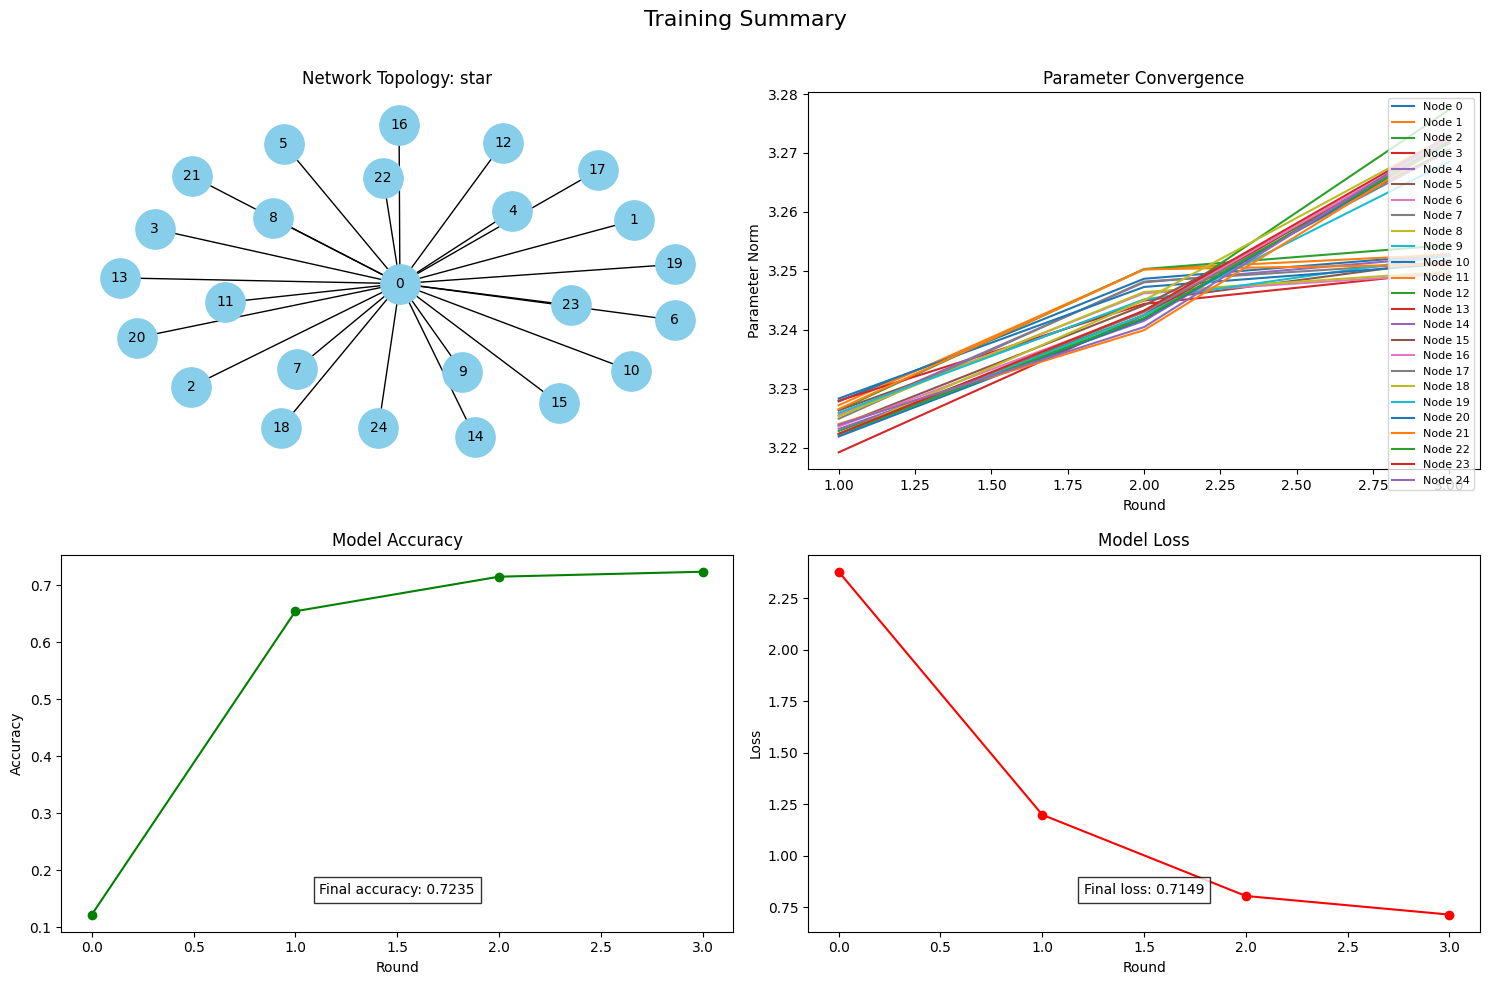 Training Summary
Network Topology: star
16
5
12
22
17
21
4
8
1
3
19
13
0
11
23
6
20
7
9
10
2
15
18
24
14
Parameter Convergence
3.28
3.27
3.26
3.25
3.24
3.23
3.22
Parameter Norm
1.00 1.25 1.50 1.75 2.00 2.25 2.50 2.75 3.00
Round
Node 0
Node 1
Node 2
Node 3
Node 4
Node 5
Node 6
Node 7
Node 8
Node 9
Node 10
Node 11
Node 12
Node 13
Node 14
Node 15
Node 16
Node 17
Node 18
Node 19
Node 20
Node 21
Node 22
Node 23
Node 24
Model Accuracy
0.7
0.6
0.5
0.4
0.3
0.2
0.1
Accuracy
Final accuracy: 0.7235
0.0 0.5 1.0 1.5 2.0 2.5 3.0
Round
Model Loss
2.25
2.00
1.75
1.50
1.25
1.00
0.75
Loss
Final loss: 0.7149
0.0 0.5 1.0 1.5 2.0 2.5 3.0
Round